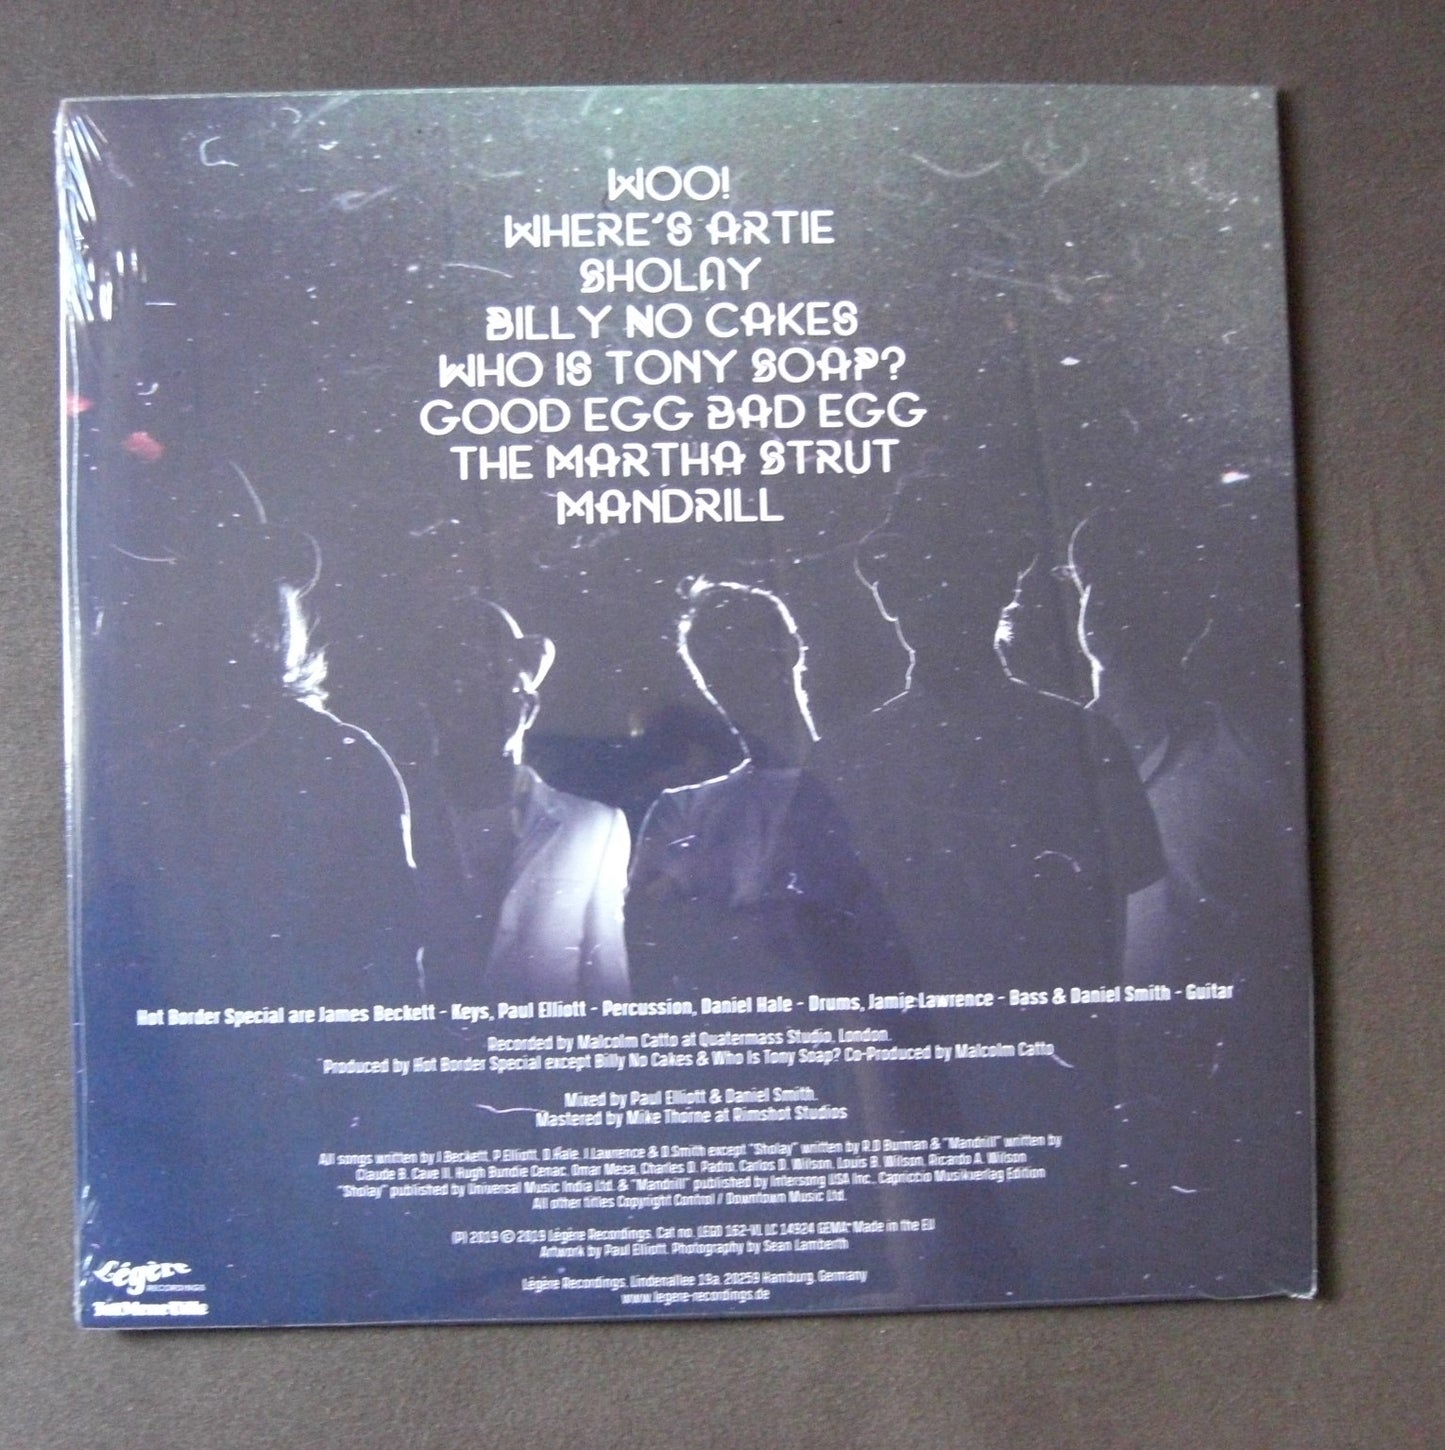 WOO!
WHERE'S ARTIE
SHOLAY
BILLY NO CAKES
WHO IS TONY SOAP?
GOOD EGG BAD EGG
THE MARTHA STRUT
MANDRILL
Hot Border Special are James Beckett - Keys, Paul Elliott - Percussion, Daniel Hale - Drums, Jamie Lawrence - Bass & Daniel Smith - Guitar
Recorded by Malcolm Catto at Quatermass Studio, London.
Produced by Hot Border Special except Billy No Cakes & Who Is Tony Soap? Co-Produced by Malcolm Catto
Mixed by Paul Elliott & Daniel Smith.
Mastered by Mike Thorne at Rimshot Studios
All songs written by J.Beckett, P.Elliott, D.Hale, J.Lawrence & D.Smith except "Sholay" written by R.D Burman & "Mandrill" written by
Claude B. Cave II, Hugh Bundie Cenac, Omar Mesa, Charles D. Padro, Carlos D. Wilson, Louis B. Wilson, Ricardo A. Wilson
"Sholay" published by Universal Music India Ltd. & "Mandrill" published by Intersong USA Inc., Capriccio Musikverlag Edition
All other titles Copyright Control / Downtown Music Ltd.
(P) 2019 © 2019 Légère Recordings. Cat no. LEGO 162-VL LC 14924 GEMA. Made in the EU
Artwork by Paul Elliott. Photography by Sean Lamberth
Légère Recordings, Lindenallee 19a, 20259 Hamburg, Germany
www.legere-recordings.de
Légère
RECORDINGS